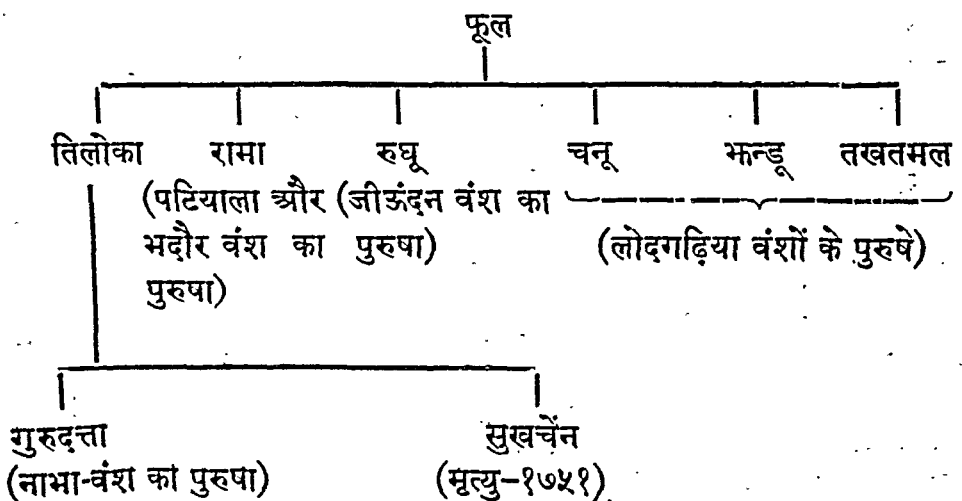 फूल
तिलोका रामा रुघू चनू झन्डू तखतमल
(पटियाला और (जीऊंदन वंश का
भदौर वंश का पुरुषा) (लोदगढ़िया वंशों के पुरुषे)
पुरुषा)
गुरुदत्ता सुखचेंन
(नाभा-वंश का पुरुषा) (मृत्यु-१७५१)